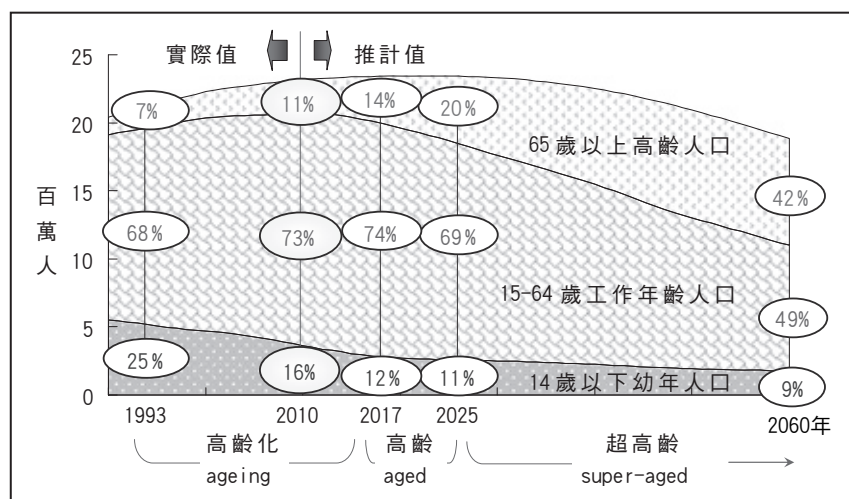 25
實際值 推計值
7% 11% 14% 20%
20
65歲以上高齡人口
15
百萬人
42%
68% 73% 74% 69%
10
15-64歲工作年齡人口
5
49%
25% 16% 12% 11%
14歲以下幼年人口
9%
0
1993 2010 2017 2025 2060年
高齡化 高齡 超高齡
ageing aged super-aged